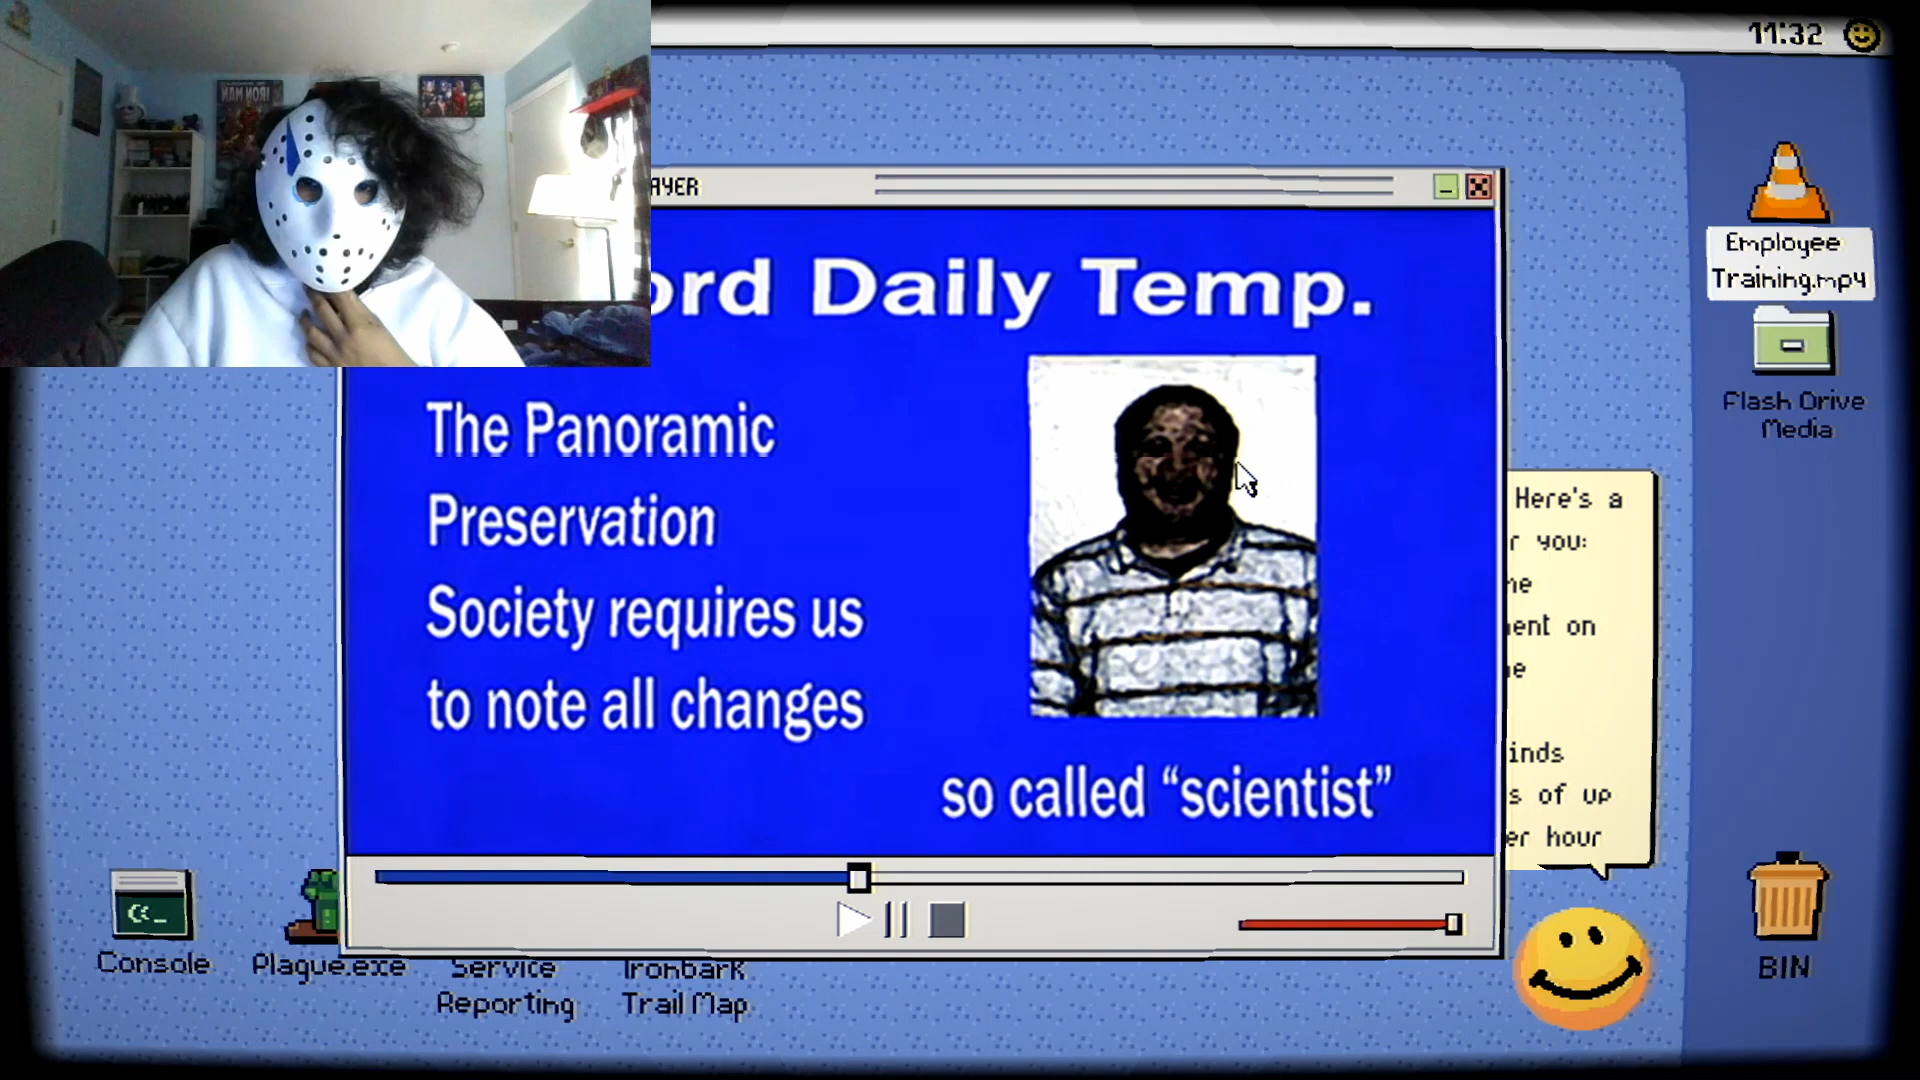 11:32
IRON MAN
AYER
ord Daily Temp.
The Panoramic
Preservation
Society requires us
to note all changes
so called “scientist”
Employee
Training.mp4
Flash Drive
Media
Here's a
r you:
ent on
inds
s of up
er hour
Console
Plague.exe
Service
Reporting
Ironbark
Trail Map
BIN